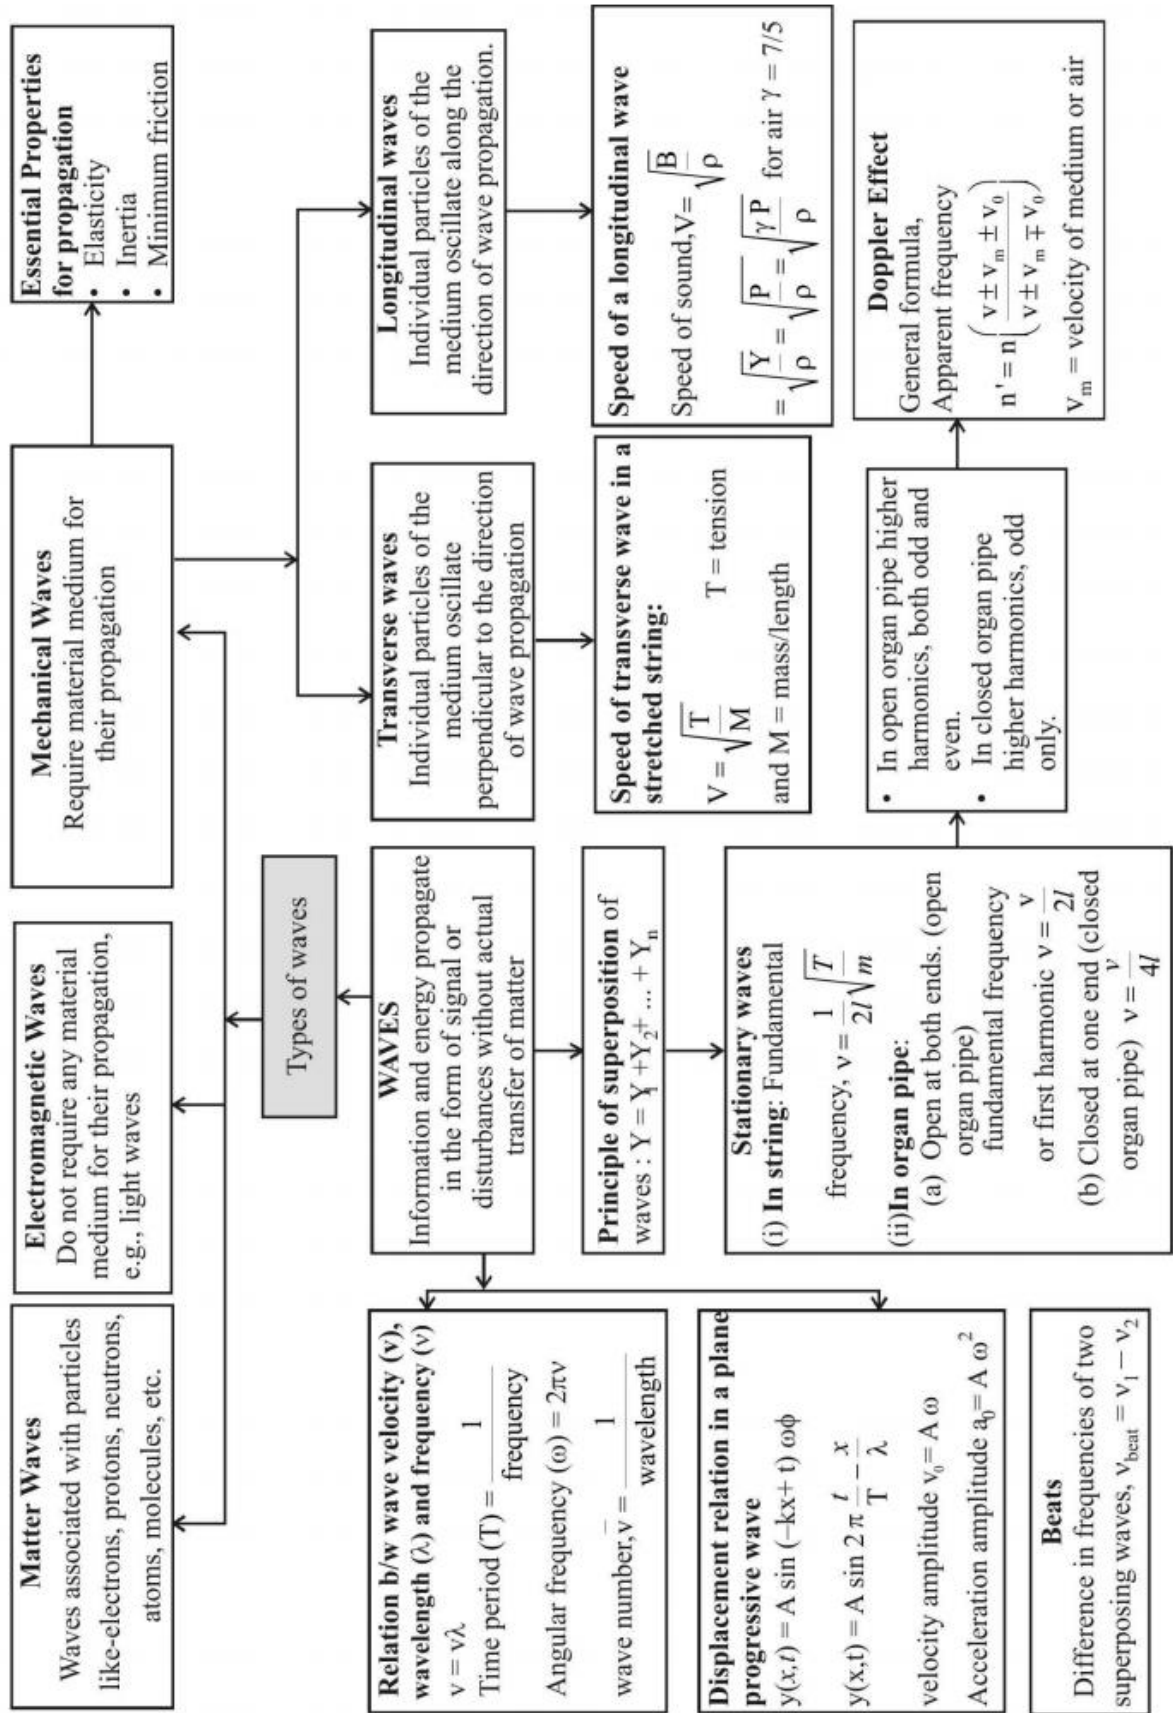 Matter Waves
Waves associated with particles
like-electrons, protons, neutrons,
atoms, molecules, etc.
Electromagnetic Waves
Do not require any material
medium for their propagation,
e.g., light waves
Mechanical Waves
Require material medium for
their propagation
Essential Properties
for propagation
• Elasticity
• Inertia
• Minimum friction
Types of waves
WAVES
Information and energy propagate
in the form of signal or
disturbances without actual
transfer of matter
Transverse waves
Individual particles of the
medium oscillate
perpendicular to the direction
of wave propagation
Longitudinal waves
Individual particles of the
medium oscillate along the
direction of wave propagation.
Relation b/w wave velocity (v),
wavelength (λ) and frequency (ν)
v = νλ
Time period (T) = 1/frequency
Angular frequency (ω) = 2πν
wave number, ν̄ = 1/wavelength
Principle of superposition of
waves : Y = Y₁ +Y₂+ ... + Yₙ
Speed of transverse wave in a
stretched string:
V = √(T/M) T = tension
and M = mass/length
Speed of a longitudinal wave
Speed of sound, V= √(B/ρ)
= √(Y/ρ) = √(P/ρ) = √(γP/ρ) for air γ = 7/5
Displacement relation in a plane
progressive wave
y(x,t) = A sin (−kx+ t) ωϕ
y(x,t) = A sin 2 π t/T − x/λ
velocity amplitude v₀= A ω
Acceleration amplitude a₀= A ω²
Stationary waves
(i) In string: Fundamental
frequency, ν = 1/2l √(T/m)
(ii)In organ pipe:
(a) Open at both ends. (open
organ pipe)
fundamental frequency
or first harmonic ν = v/2l
(b) Closed at one end (closed
organ pipe) ν = v/4l
• In open organ pipe higher
harmonics, both odd and
even.
• In closed organ pipe
higher harmonics, odd
only.
Doppler Effect
General formula,
Apparent frequency
n' = n (v ± vₘ ± v₀ / v ± vₘ ∓ v₀)
vₘ = velocity of medium or air
Beats
Difference in frequencies of two
superposing waves, ν_beat = ν₁ − ν₂